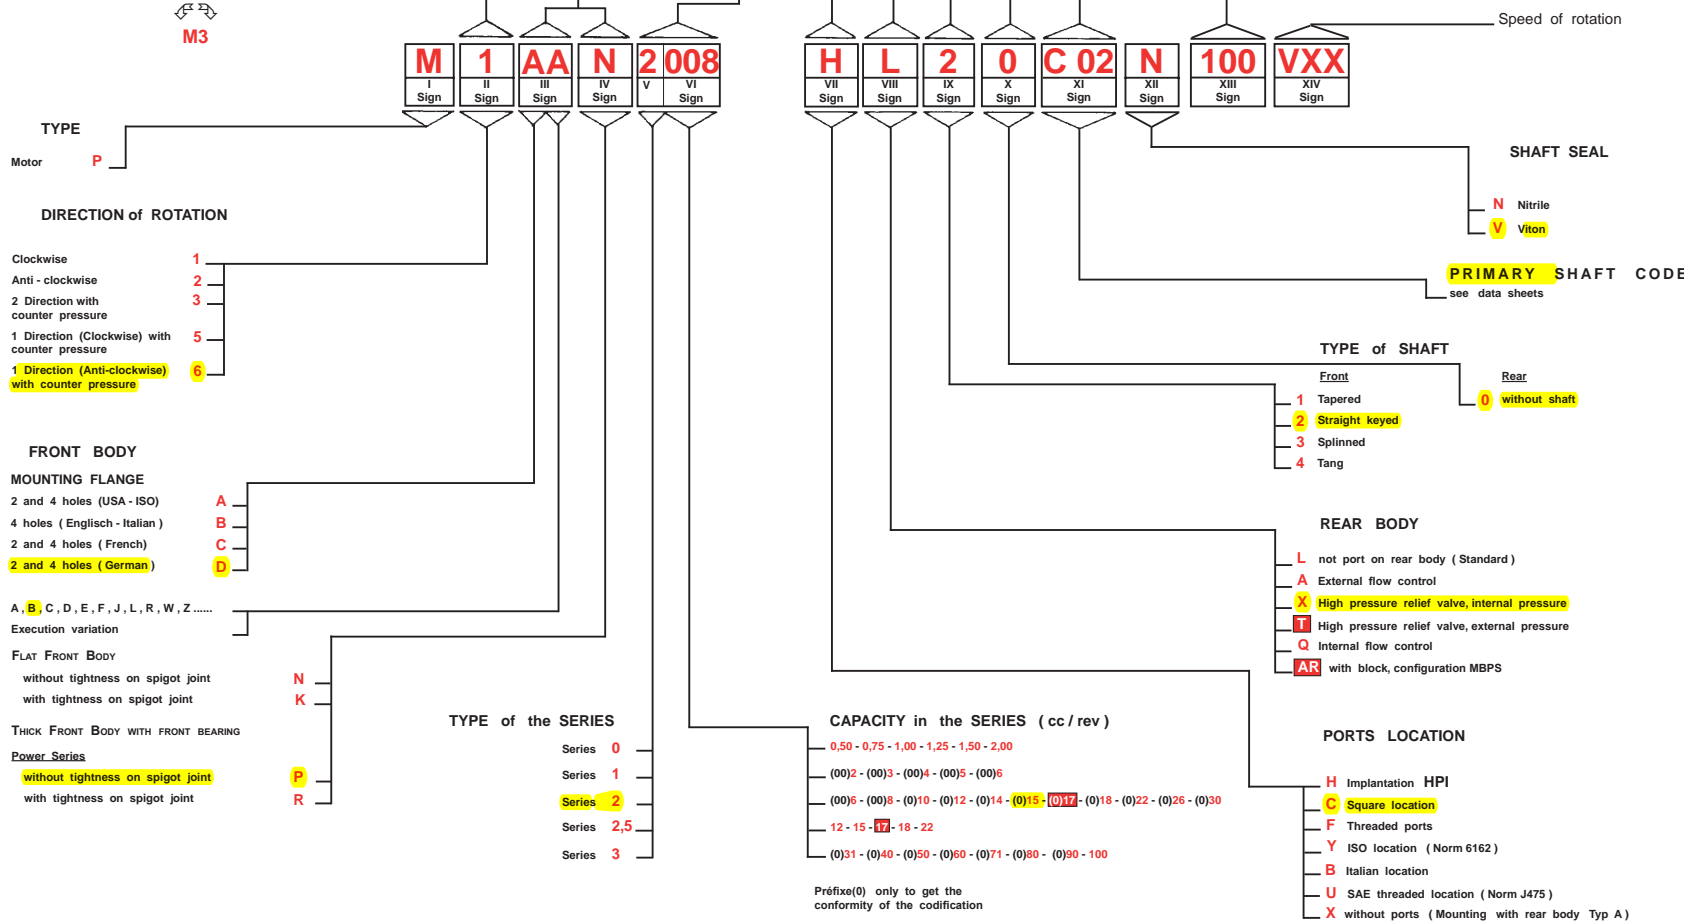 Speed of rotation
M3
M 1 AA N 2 008 H L 2 0 C 02 N 100 VXX
I II III IV V VI VII VIII IX X XI XII XIII XIV
Sign Sign Sign Sign Sign Sign Sign Sign Sign Sign Sign Sign Sign
TYPE
Motor P
DIRECTION of ROTATION
Clockwise 1
Anti - clockwise 2
2 Direction with 3
counter pressure
1 Direction (Clockwise) with 5
counter pressure
1 Direction (Anti-clockwise) 6
with counter pressure
FRONT BODY
MOUNTING FLANGE
2 and 4 holes (USA - ISO) A
4 holes ( Englisch - Italian ) B
2 and 4 holes ( French) C
2 and 4 holes ( German ) D
A , B , C , D , E , F , J , L , R , W , Z ......
Execution variation
FLAT FRONT BODY
without tightness on spigot joint N
with tightness on spigot joint K
THICK FRONT BODY WITH FRONT BEARING
Power Series
without tightness on spigot joint P
with tightness on spigot joint R
TYPE of the SERIES
Series 0
Series 1
Series 2
Series 2,5
Series 3
CAPACITY in the SERIES ( cc / rev )
0,50 - 0,75 - 1,00 - 1,25 - 1,50 - 2,00
(00)2 - (00)3 - (00)4 - (00)5 - (00)6
(00)6 - (00)8 - (0)10 - (0)12 - (0)14 - (0)15 - (0)17 - (0)18 - (0)22 - (0)26 - (0)30
12 - 15 - 17 - 18 - 22
(0)31 - (0)40 - (0)50 - (0)60 - (0)71 - (0)80 - (0)90 - 100
Préfixe(0) only to get the
conformity of the codification
SHAFT SEAL
N Nitrile
V Viton
PRIMARY SHAFT CODE
see data sheets
TYPE of SHAFT
Front Rear
1 Tapered 0 without shaft
2 Straight keyed
3 Splinned
4 Tang
REAR BODY
L not port on rear body ( Standard )
A External flow control
X High pressure relief valve, internal pressure
T High pressure relief valve, external pressure
Q Internal flow control
AR with block, configuration MBPS
PORTS LOCATION
H Implantation HPI
C Square location
F Threaded ports
Y ISO location ( Norm 6162 )
B Italian location
U SAE threaded location ( Norm J475 )
X without ports ( Mounting with rear body Typ A )